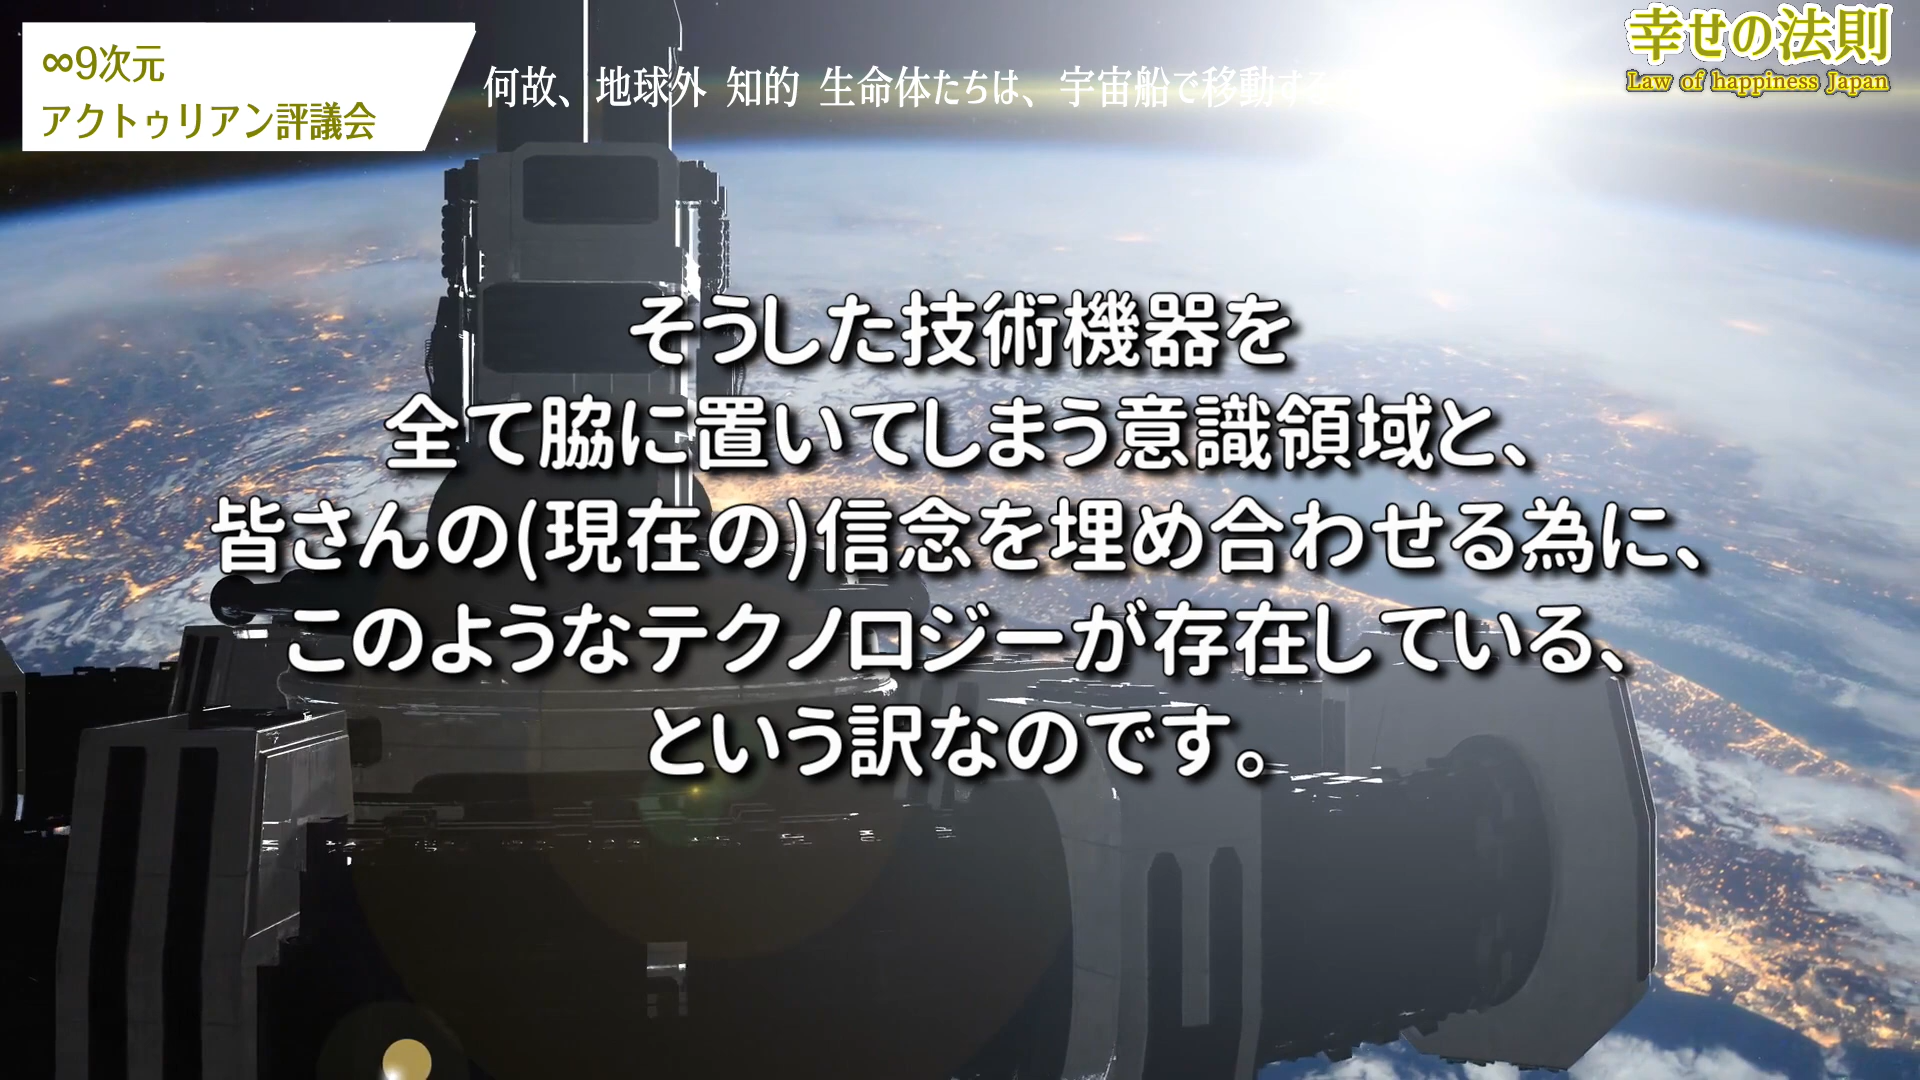 ∞9次元
アクトゥリアン評議会
何故、地球外 知的 生命体たちは、宇宙船で移動する
幸せの法則
Law of happiness Japan
そうした技術機器を
全て脇に置いてしまう意識領域と、
皆さんの(現在の)信念を埋め合わせる為に、
このようなテクノロジーが存在している、
という訳なのです。